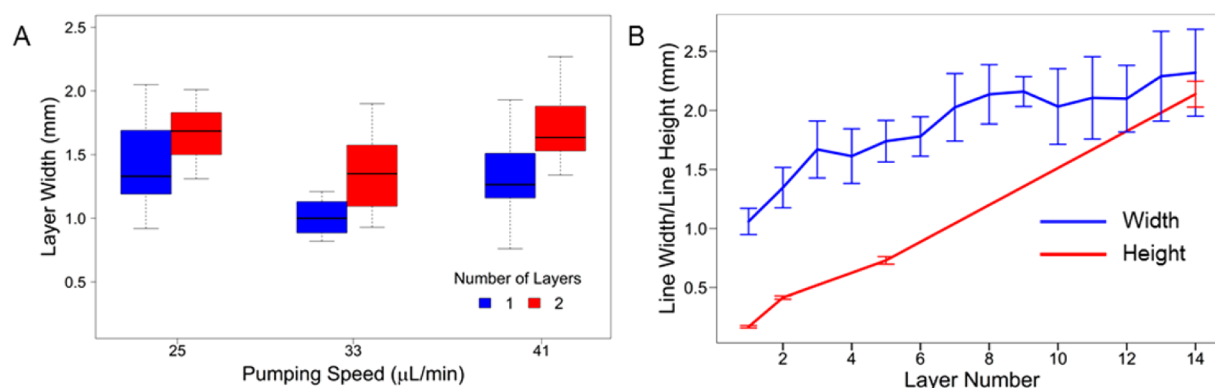 A
Layer Width (mm)
2.5
2.0
1.5
1.0
0.5
Number of Layers
1 2
25 33 41
Pumping Speed (µL/min)
B
Line Width/Line Height (mm)
2.5
2.0
1.5
1.0
0.5
Width
Height
2 4 6 8 10 12 14
Layer Number